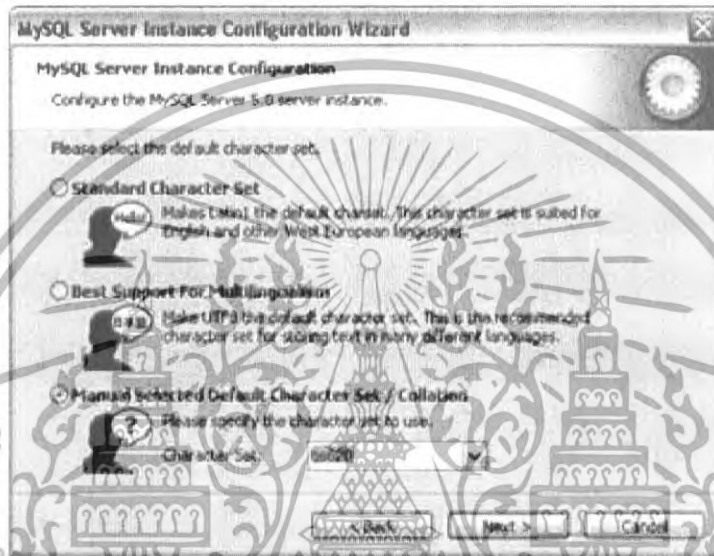 MySQL Server Instance Configuration Wizard
MySQL Server Instance Configuration
Configure the MySQL Server 5.0 server instance.
Please select the default character set.
Standard Character Set
Hello!
Makes Latin1 the default charset. This character set is suited for
English and other West European languages.
Best Support For Multilingualism
Make UTF8 the default character set. This is the recommended
character set for storing text in many different languages.
Manual Selected Default Character Set / Collation
?
Please specify the character set to use.
Character Set:
tis620
< Back
Next >
Cancel